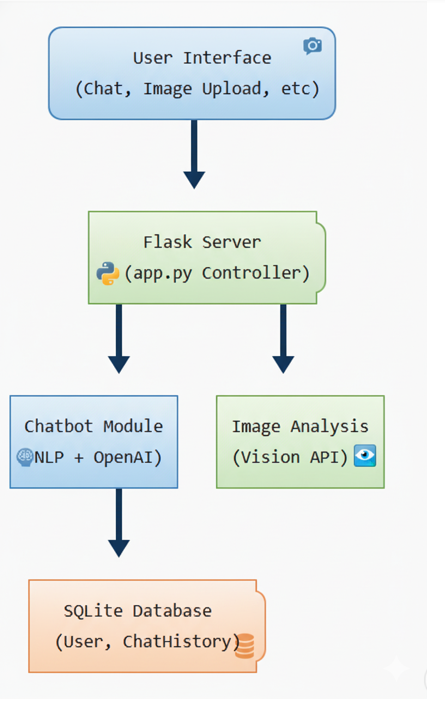 User Interface
(Chat, Image Upload, etc)
Flask Server
(app.py Controller)
Chatbot Module
NLP + OpenAI)
Image Analysis
(Vision API)
SQLite Database
(User, ChatHistory)